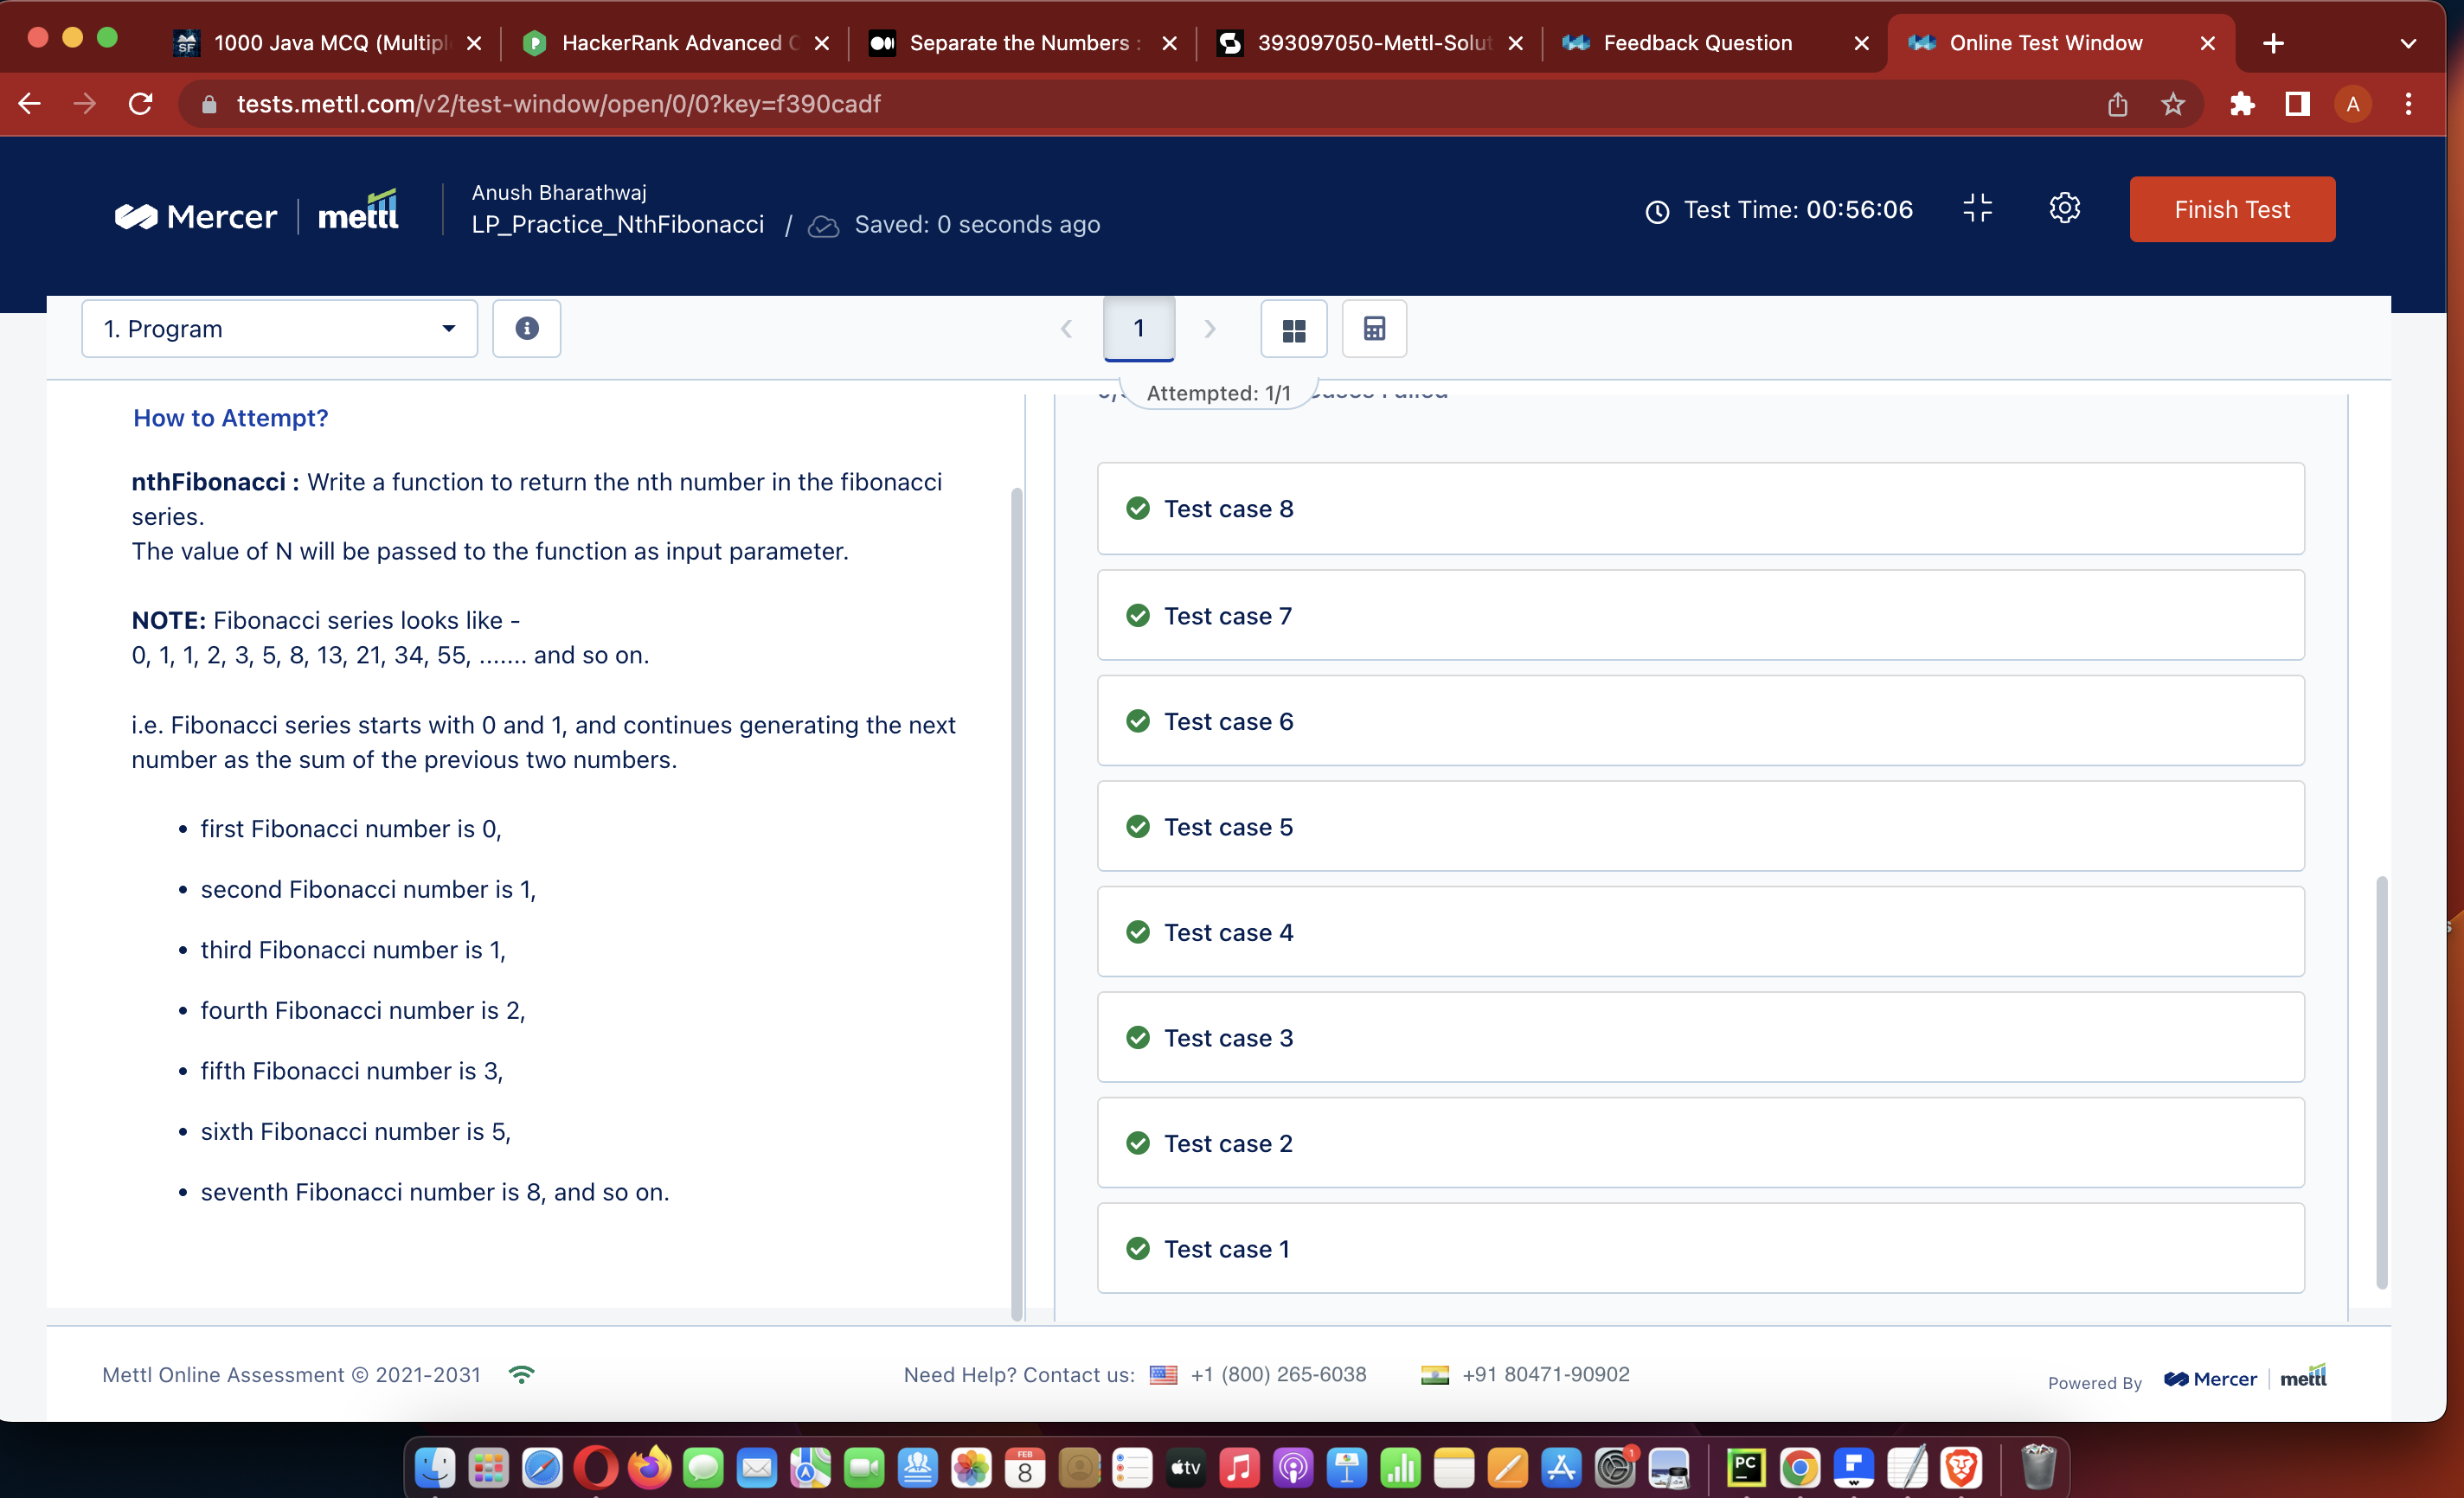 1000 Java MCQ (Multipl
HackerRank Advanced C
Separate the Numbers :
393097050-Mettl-Solut
Feedback Question
Online Test Window
tests.mettl.com/v2/test-window/open/0/0?key=f390cadf
A
Mercer
mettl
Anush Bharathwaj
LP_Practice_NthFibonacci / Saved: 0 seconds ago
Test Time: 00:56:06
Finish Test
1. Program
1
Attempted: 1/1
How to Attempt?
nthFibonacci : Write a function to return the nth number in the fibonacci
series.
The value of N will be passed to the function as input parameter.
NOTE: Fibonacci series looks like -
0, 1, 1, 2, 3, 5, 8, 13, 21, 34, 55, ....... and so on.
i.e. Fibonacci series starts with 0 and 1, and continues generating the next
number as the sum of the previous two numbers.
• first Fibonacci number is 0,
• second Fibonacci number is 1,
• third Fibonacci number is 1,
• fourth Fibonacci number is 2,
• fifth Fibonacci number is 3,
• sixth Fibonacci number is 5,
• seventh Fibonacci number is 8, and so on.
Test case 8
Test case 7
Test case 6
Test case 5
Test case 4
Test case 3
Test case 2
Test case 1
Mettl Online Assessment © 2021-2031
Need Help? Contact us: +1 (800) 265-6038 +91 80471-90902
Powered By Mercer mettl
FEB
8
tv
1
PC